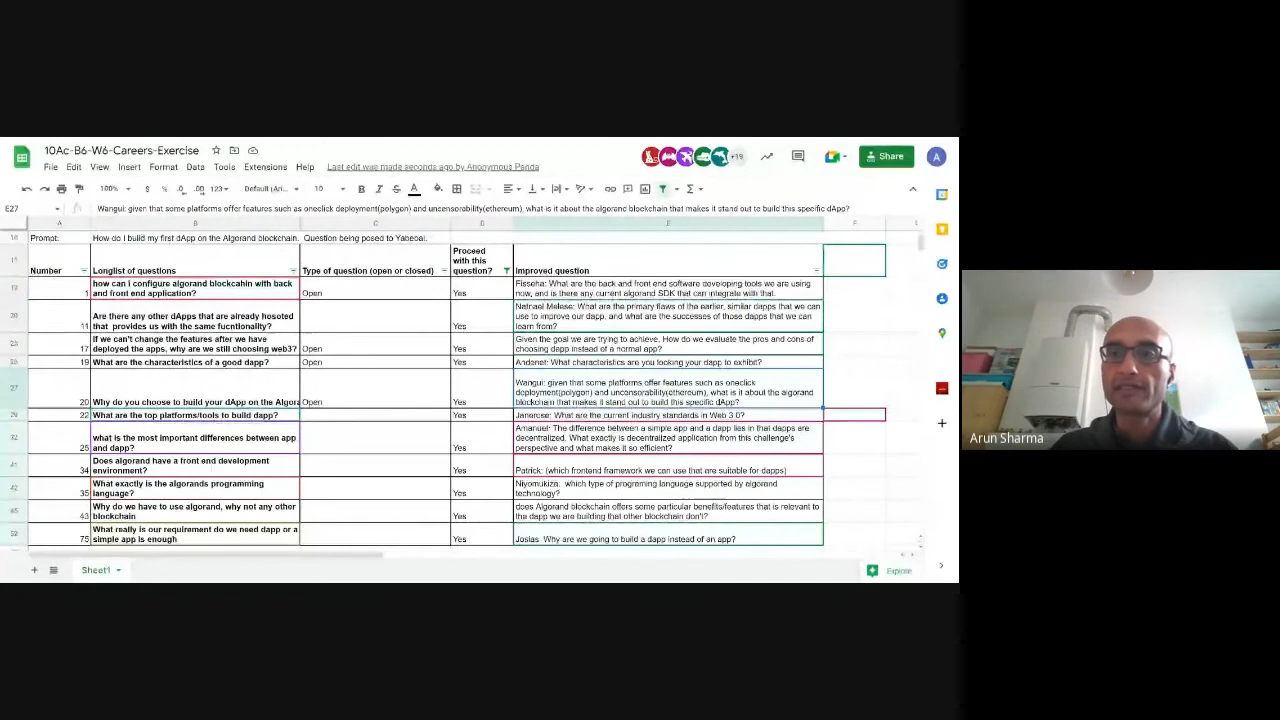 10Ac-B6-W6-Careers-Exercise
File Edit View Insert Format Data Tools Extensions Help Last edit was made seconds ago by Anonymous Panda
+19
Share
A
100% $ % .0 .00 123 Default (Ari... 10 B I S A
E27 Wangui: given that some platforms offer features such as oneclick deployment(polygon) and uncensorability(ethereum), what is it about the algorand blockchain that makes it stand out to build this specific dApp?
A B C D E F
Prompt: How do I build my first dApp on the Algorand blockchain. Question being posed to Yabebal.
Number Longlist of questions Type of question (open or closed) Proceed with this question? Improved question
1 how can i configure algorand blockcahin with back
and front end application? Open Yes Fisseha: What are the back and front end software developing tools we are using
now, and is there any current algorand SDK that can integrate with that.
11 Are there any other dApps that are already hosoted
that provides us with the same fucntionality? Yes Natnael Melese: What are the primary flaws of the earlier, similar dapps that we can
use to improve our dapp, and what are the successes of those dapps that we can
learn from?
17 If we can't change the features after we have
deployed the apps, why are we still choosing web3? Open Yes Given the goal we are trying to achieve, How do we evaluate the pros and cons of
choosing dapp instead of a normal app?
19 What are the characteristics of a good dapp? Open Yes Andenet: What characteristics are you looking your dapp to exhibit?
27
20 Why do you choose to build your dApp on the Algora Open Yes Wangui: given that some platforms offer features such as oneclick
deployment(polygon) and uncensorability(ethereum), what is it about the algorand
blockchain that makes it stand out to build this specific dApp?
22 What are the top platforms/tools to build dapp? Yes Janerose: What are the current industry standards in Web 3.0?
25 what is the most important differences between app
and dapp? Yes Amanuel: The difference between a simple app and a dapp lies in that dapps are
decentralized. What exactly is decentralized application from this challenge's
perspective and what makes it so efficient?
34 Does algorand have a front end development
environment? Yes Patrick: (which frontend framework we can use that are suitable for dapps)
35 What exactly is the algorands programing
language? Yes Niyomukiza: which type of programing language supported by algorand
technology?
43 Why do we have to use algorand, why not any other
blockchain Yes does Algorand blockchain offers some particular benefits/features that is relevant to
the dapp we are building that other blockchain don't?
75 What really is our requirement do we need dapp or a
simple app is enough Yes Josias: Why are we going to build a dapp instead of an app?
Sheet1
Explore
Arun Sharma